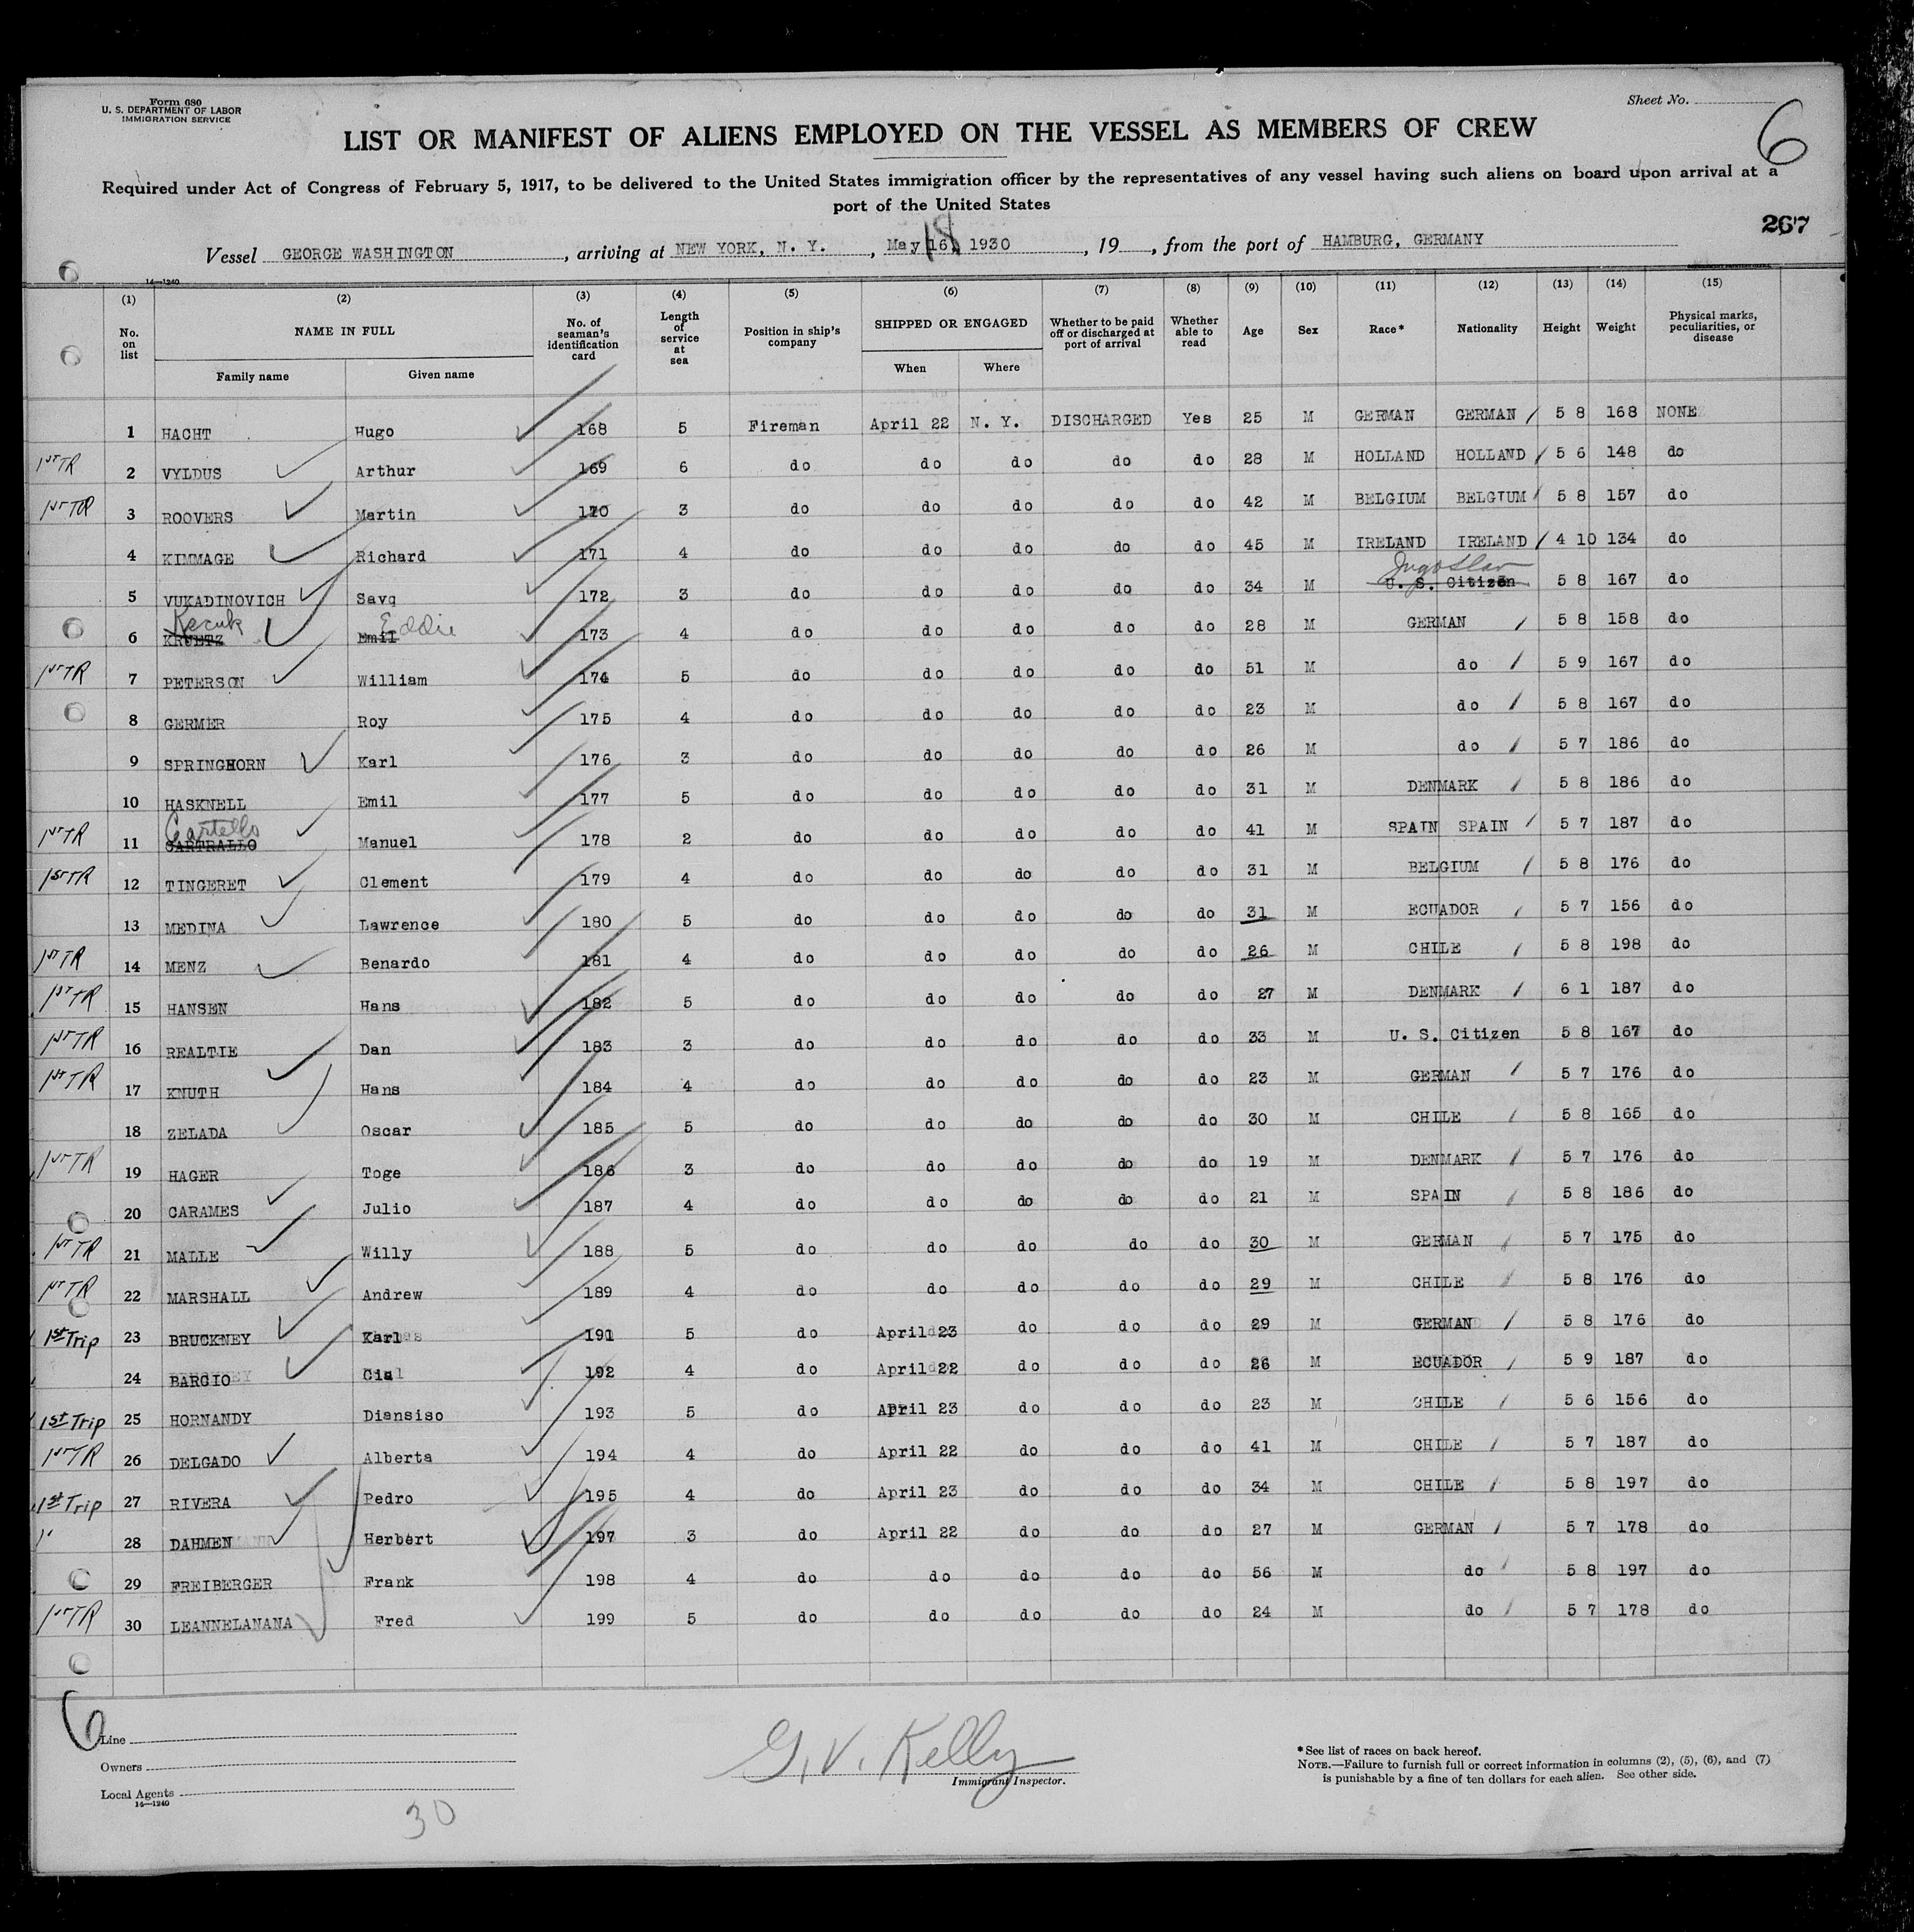 Form 680
U. S. DEPARTMENT OF LABOR
IMMIGRATION SERVICE
Sheet No.
6
LIST OR MANIFEST OF ALIENS EMPLOYED ON THE VESSEL AS MEMBERS OF CREW
Required under Act of Congress of February 5, 1917, to be delivered to the United States immigration officer by the representatives of any vessel having such aliens on board upon arrival at a
port of the United States
267
Vessel GEORGE WASHINGTON, arriving at NEW YORK, N. Y., May 16, 18 1930, 19, from the port of HAMBURG, GERMANY
14—1240
(1) (2) (3) (4) (5) (6) (7) (8) (9) (10) (11) (12) (13) (14) (15)
No. on list NAME IN FULL Family name Given name No. of seaman's identification card Length of service at sea Position in ship's company SHIPPED OR ENGAGED When Where Whether to be paid off or discharged at port of arrival Whether able to read Age Sex Race* Nationality Height Weight Physical marks, peculiarities, or disease
1 HACHT Hugo 168 5 Fireman April 22 N. Y. DISCHARGED Yes 25 M GERMAN GERMAN 5 8 168 NONE
1st TR 2 VYLDUS Arthur 169 6 do do do do do 28 M HOLLAND HOLLAND 5 6 148 do
1st TR 3 ROOVERS Martin 170 3 do do do do do 42 M BELGIUM BELGIUM 5 8 157 do
4 KIMMAGE Richard 171 4 do do do do do 45 M IRELAND IRELAND 4 10 134 do
5 VUKADINOVICH Savq 172 3 do do do do do 34 M U. S. Citizen Jugoslav 5 8 167 do
6 KRUETZ Emil Eddie 173 4 do do do do do 28 M GERMAN 5 8 158 do
1st TR 7 PETERSON William 174 5 do do do do do 51 M do 5 9 167 do
8 GERMER Roy 175 4 do do do do do 23 M do 5 8 167 do
9 SPRINGHORN Karl 176 3 do do do do do 26 M do 5 7 186 do
10 HASKNELL Emil 177 5 do do do do do 31 M DENMARK 5 8 186 do
1st TR 11 Castello Manuel 178 2 do do do do do 41 M SPAIN SPAIN 5 7 187 do
1st TR 12 TINGERET Clement 179 4 do do do do do 31 M BELGIUM 5 8 176 do
13 MEDINA Lawrence 180 5 do do do do do 31 M ECUADOR 5 7 156 do
1st TR 14 MENZ Benardo 181 4 do do do do do 26 M CHILE 5 8 198 do
1st TR 15 HANSEN Hans 182 5 do do do do do 27 M DENMARK 6 1 187 do
1st TR 16 REALTIE Dan 183 3 do do do do do 33 M U. S. Citizen 5 8 167 do
1st TR 17 KNUTH Hans 184 4 do do do do do 23 M GERMAN 5 7 176 do
18 ZELADA Oscar 185 5 do do do do do 30 M CHILE 5 8 165 do
1st TR 19 HAGER Toge 186 3 do do do do do 19 M DENMARK 5 7 176 do
20 CARAMES Julio 187 4 do do do do do 21 M SPAIN 5 8 186 do
1st TR 21 MALLE Willy 188 5 do do do do do 30 M GERMAN 5 7 175 do
1st TR 22 MARSHALL Andrew 189 4 do do do do do 29 M CHILE 5 8 176 do
1st Trip 23 BRUCKNEY Karl 191 5 do April 23 do do do 29 M GERMAN 5 8 176 do
24 BARGIO 192 4 do April 22 do do do 26 M ECUADOR 5 9 187 do
1st Trip 25 HORNANDY Diansiso 193 5 do April 23 do do do 23 M CHILE 5 6 156 do
1st TR 26 DELGADO Alberta 194 4 do April 22 do do do 41 M CHILE 5 7 187 do
1st Trip 27 RIVERA Pedro 195 4 do April 23 do do do 34 M CHILE 5 8 197 do
28 DAHMEN Herbert 197 3 do April 22 do do do 27 M GERMAN 5 7 178 do
29 FREIBERGER Frank 198 4 do do do do do 56 M do 5 8 197 do
1st TR 30 LEANNELANANA Fred 199 5 do do do do do 24 M do 5 7 178 do
6
Line
Owners
Local Agents
14—1240
30
G. V. Kelly
Immigrant Inspector.
*See list of races on back hereof.
NOTE.—Failure to furnish full or correct information in columns (2), (5), (6), and (7)
is punishable by a fine of ten dollars for each alien. See other side.